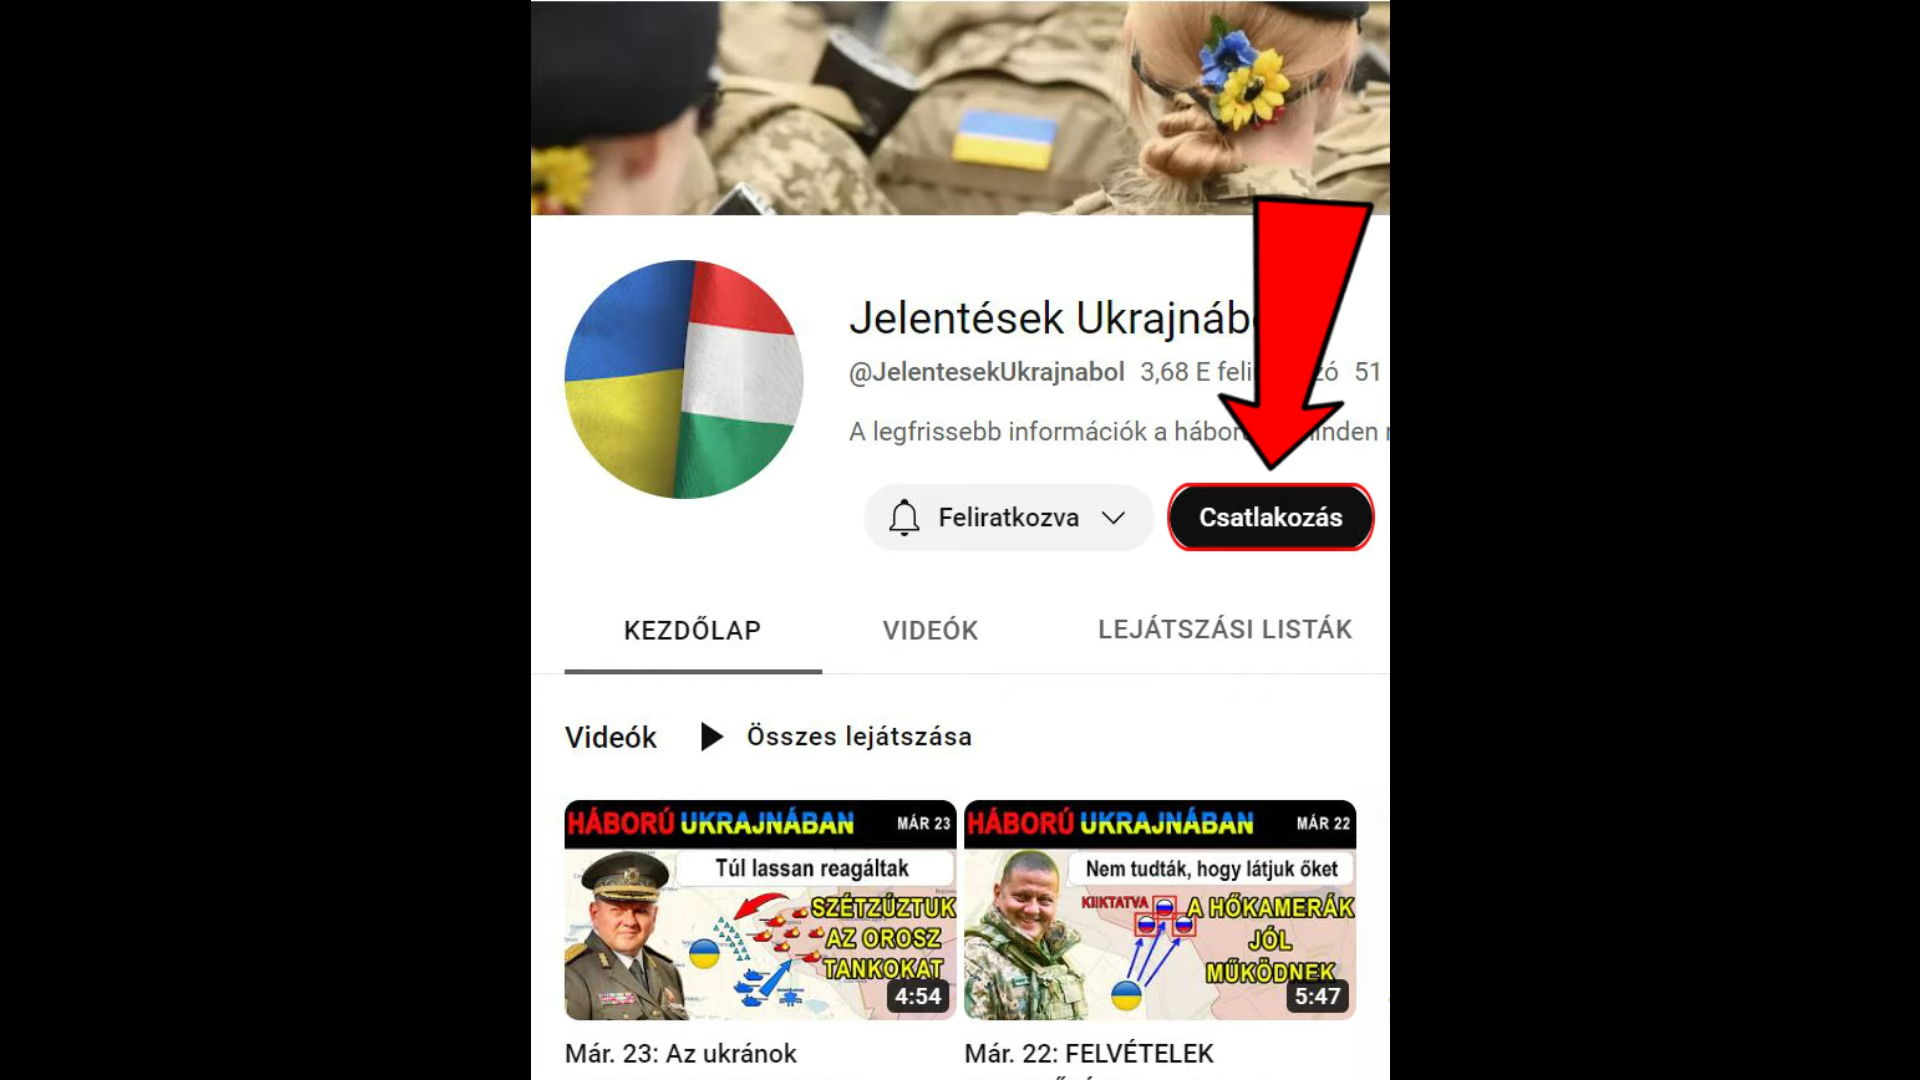 Jelentések Ukrajnáb
@JelentesekUkrajnabol 3,68 E feli zó 51
A legfrissebb információk a hábor minden
Feliratkozva
Csatlakozás
KEZDŐLAP VIDEÓK LEJÁTSZÁSI LISTÁK
Videók Összes lejátszása
HÁBORÚ UKRAJNÁBAN MÁR 23
Túl lassan reagáltak
SZÉTZÚZTUK
AZ OROSZ
TANKOKAT
4:54
HÁBORÚ UKRAJNÁBAN MÁR 22
Nem tudták, hogy látjuk őket
KIIKTATVA
A HŐKAMERÁK
JÓL
MŰKÖDNEK
5:47
Már. 23: Az ukránok
Már. 22: FELVÉTELEK